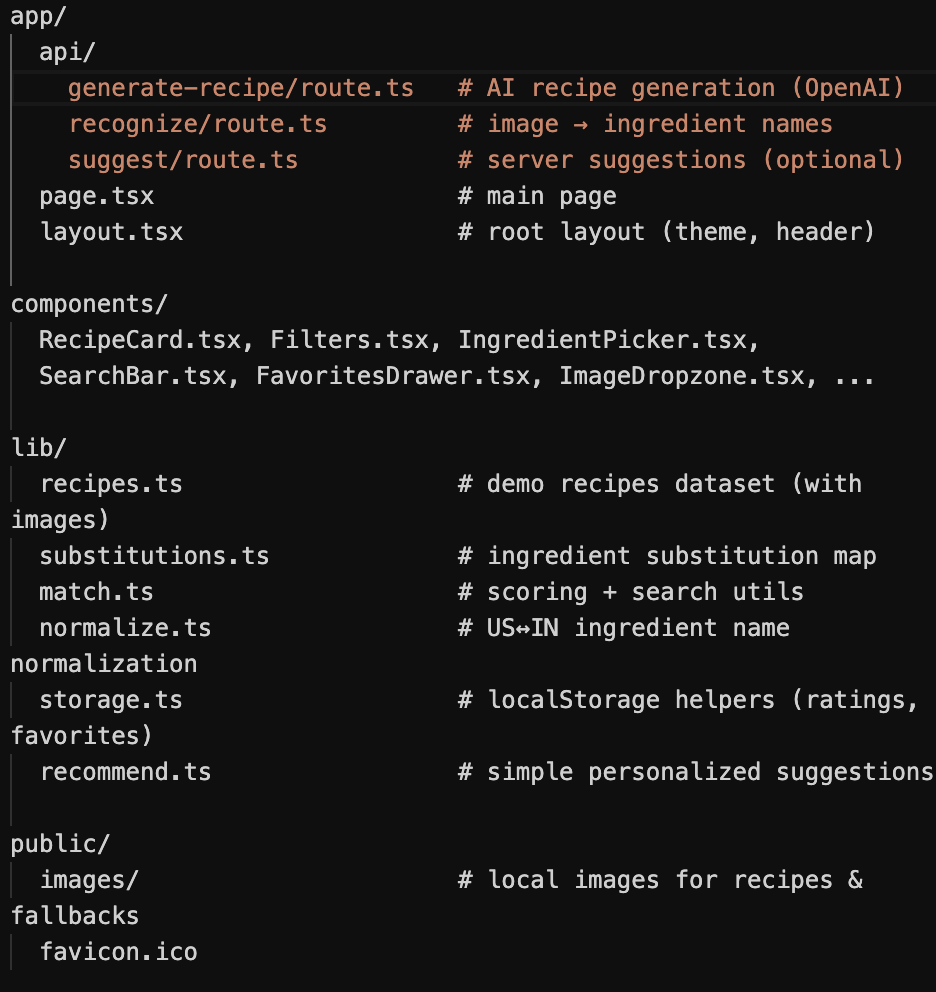 app/
api/
generate-recipe/route.ts # AI recipe generation (OpenAI)
recognize/route.ts # image → ingredient names
suggest/route.ts # server suggestions (optional)
page.tsx # main page
layout.tsx # root layout (theme, header)
components/
RecipeCard.tsx, Filters.tsx, IngredientPicker.tsx,
SearchBar.tsx, FavoritesDrawer.tsx, ImageDropzone.tsx, ...
lib/
recipes.ts # demo recipes dataset (with
images)
substitutions.ts # ingredient substitution map
match.ts # scoring + search utils
normalize.ts # US↔IN ingredient name
normalization
storage.ts # localStorage helpers (ratings,
favorites)
recommend.ts # simple personalized suggestions
public/
images/ # local images for recipes &
fallbacks
favicon.ico